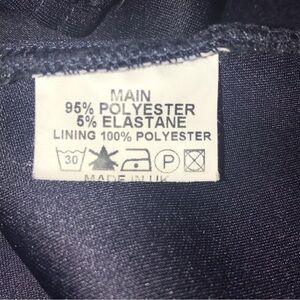 MAIN
95% POLYESTER
5% ELASTANE
LINING 100% POLYESTER
30 P
MADE IN UK